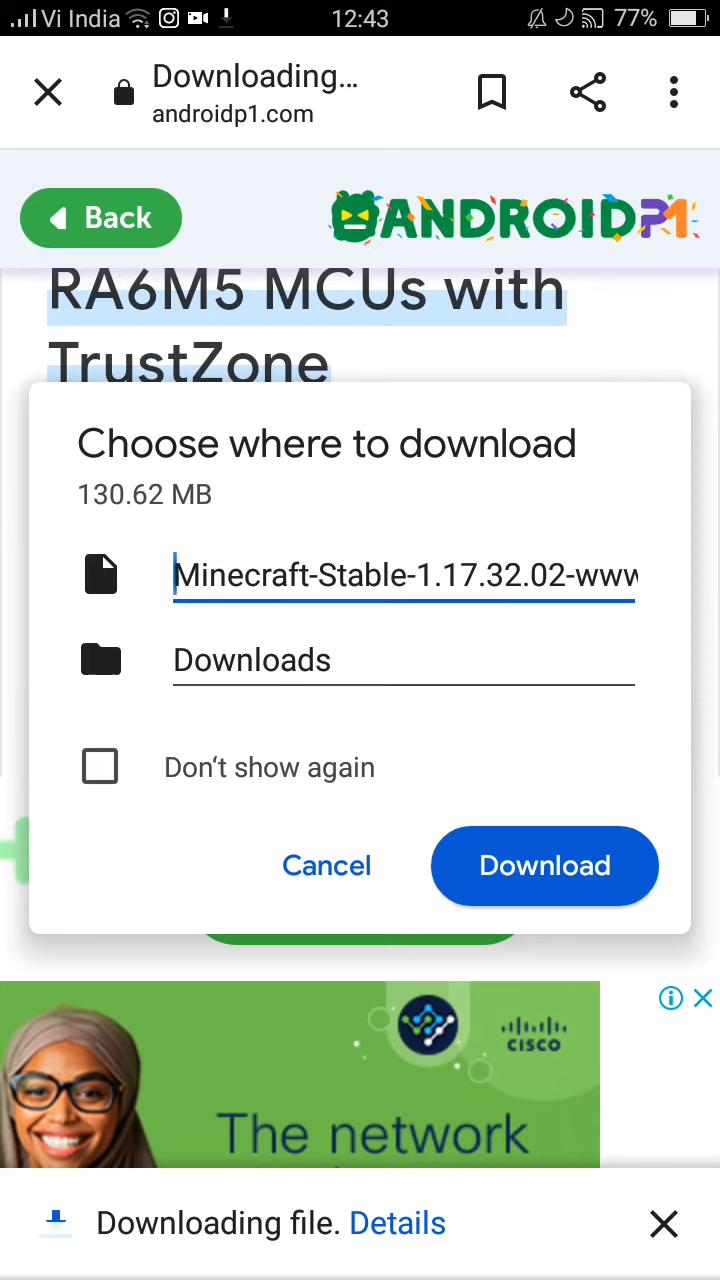 Vi India
12:43
77%
Downloading...
androidp1.com
Back
ANDROIDP1
RA6M5 MCUs with
TrustZone
Choose where to download
130.62 MB
Minecraft-Stable-1.17.32.02-www
Downloads
Don't show again
Cancel
Download
CISCO
The network
Downloading file. Details